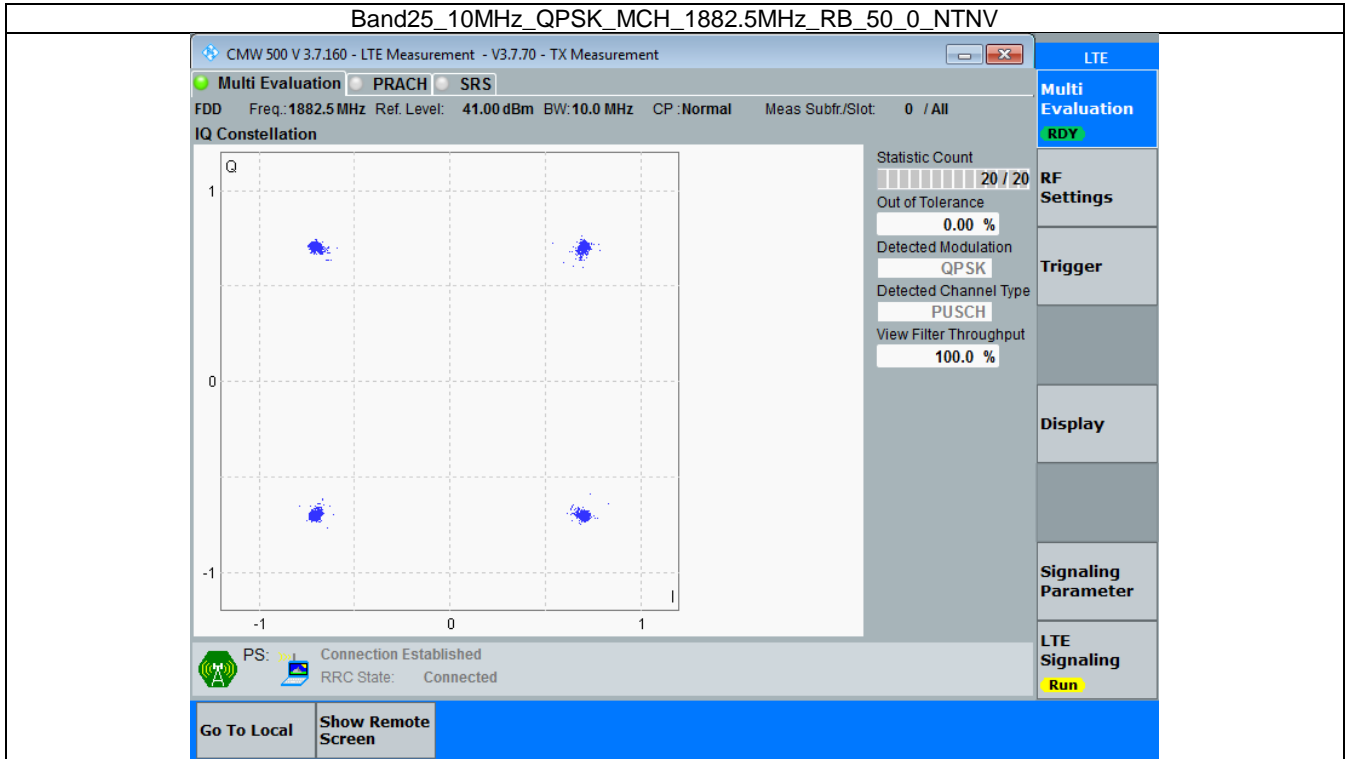 Band25_10MHz_QPSK_MCH_1882.5MHz_RB_50_0_NTNV
CMW 500 V 3.7.160 - LTE Measurement - V3.7.70 - TX Measurement
LTE
Multi Evaluation PRACH SRS
FDD Freq.: 1882.5 MHz Ref. Level: 41.00 dBm BW: 10.0 MHz CP : Normal Meas Subfr./Slot: 0 / All
IQ Constellation
Q
1
0
-1
I
-1 0 1
Statistic Count
20 / 20
Out of Tolerance
0.00 %
Detected Modulation
QPSK
Detected Channel Type
PUSCH
View Filter Throughput
100.0 %
Multi
Evaluation
RDY
RF
Settings
Trigger
Display
Signaling
Parameter
LTE
Signaling
Run
PS: Connection Established
RRC State: Connected
Go To Local
Show Remote
Screen